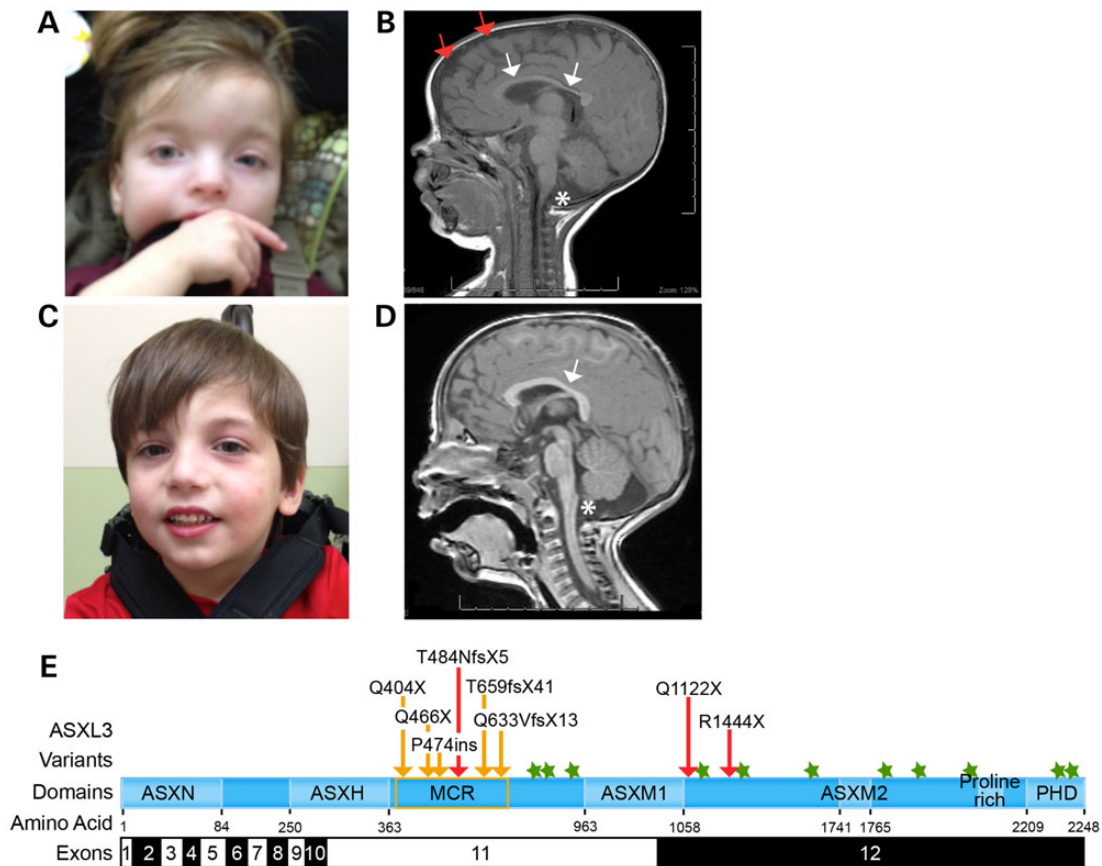 A
B
39/848
Zoom: 128%
C
D
E
T484NfsX5
Q404X
T659fsX41
Q1122X
Q466X
Q633VfsX13
R1444X
P474ins
ASXL3
Variants
Domains
ASXN
ASXH
MCR
ASXM1
ASXM2
Proline
rich
PHD
Amino Acid
1 84 250 363 963 1058 1741 1765 2209 2248
Exons
1 2 3 4 5 6 7 8 9 10 11 12